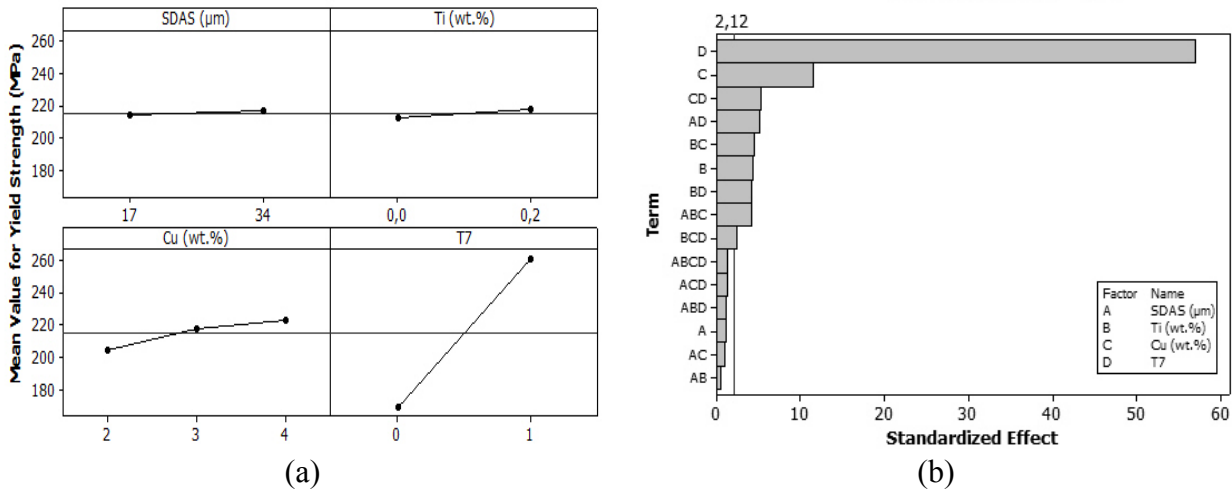 SDAS (µm) Ti (wt.%)
260
240
220
200
180
17 34 0,0 0,2
Cu (wt.%) T7
260
240
220
200
180
2 3 4 0 1
Mean Value for Yield Strength (MPa)
(a)
2,12
D
C
CD
AD
BC
B
BD
ABC
BCD
ABCD
ACD
ABD
A
AC
AB
Term
Factor Name
A SDAS (µm)
B Ti (wt.%)
C Cu (wt.%)
D T7
0 10 20 30 40 50 60
Standardized Effect
(b)